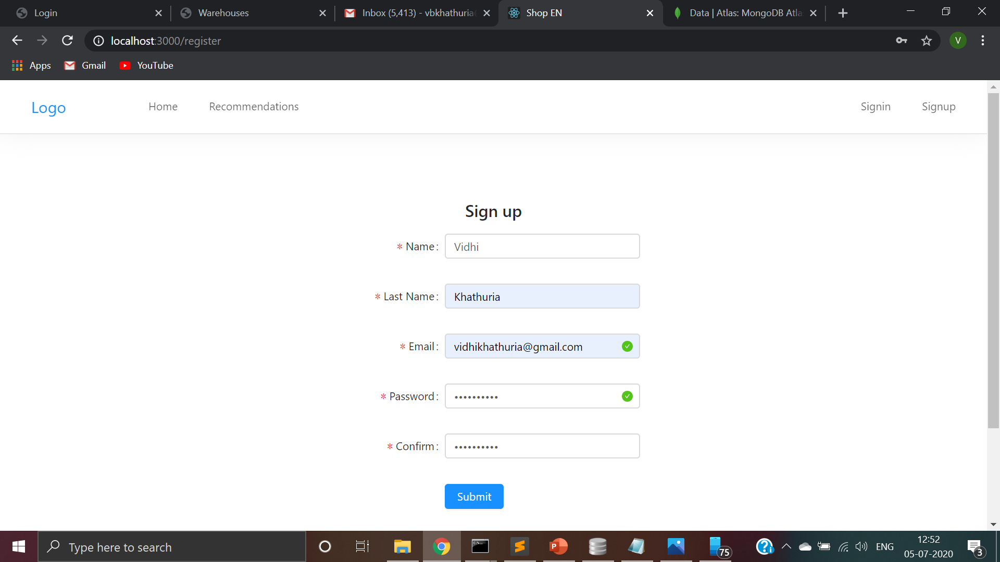 Login
Warehouses
Inbox (5,413) - vbkhathuria
Shop EN
Data | Atlas: MongoDB Atla
localhost:3000/register
V
Apps
Gmail
YouTube
Logo
Home
Recommendations
Signin
Signup
Sign up
* Name:
Vidhi
* Last Name:
Khathuria
* Email:
vidhikhathuria@gmail.com
* Password:
••••••••••
* Confirm:
••••••••••
Submit
Type here to search
75
ENG
12:52
05-07-2020
3